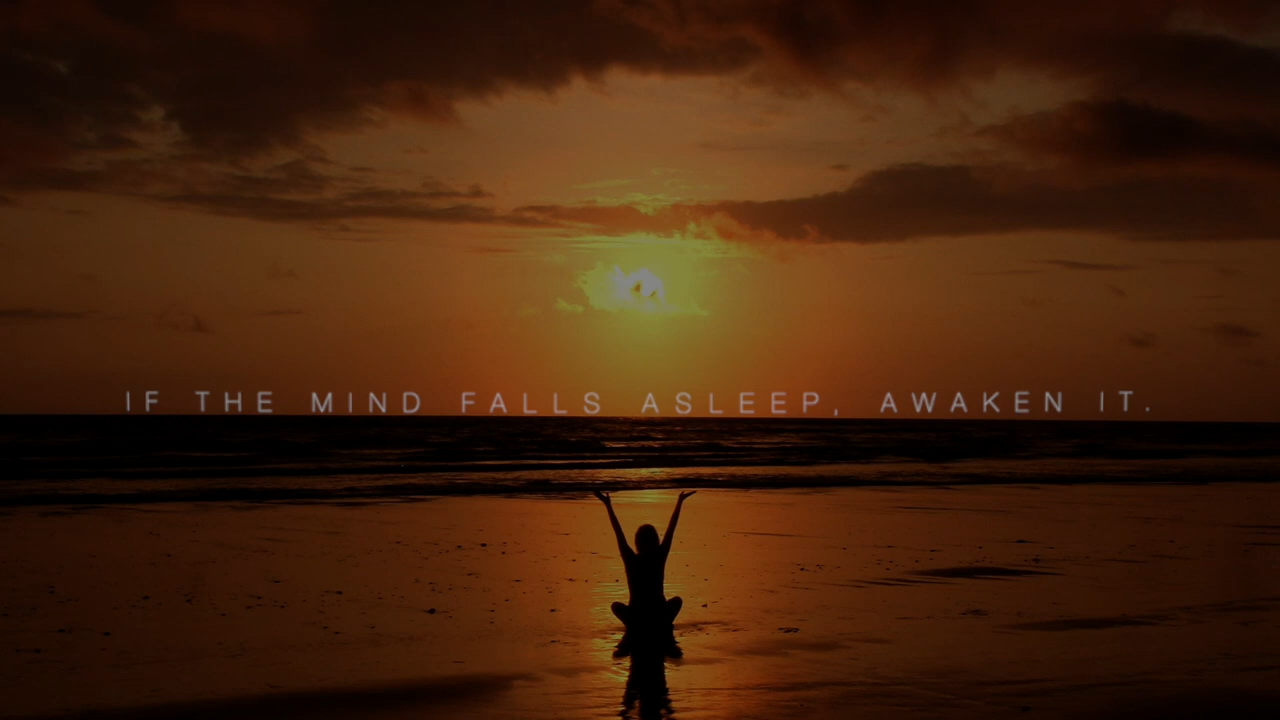 IF THE MIND FALLS ASLEEP, AWAKEN IT.